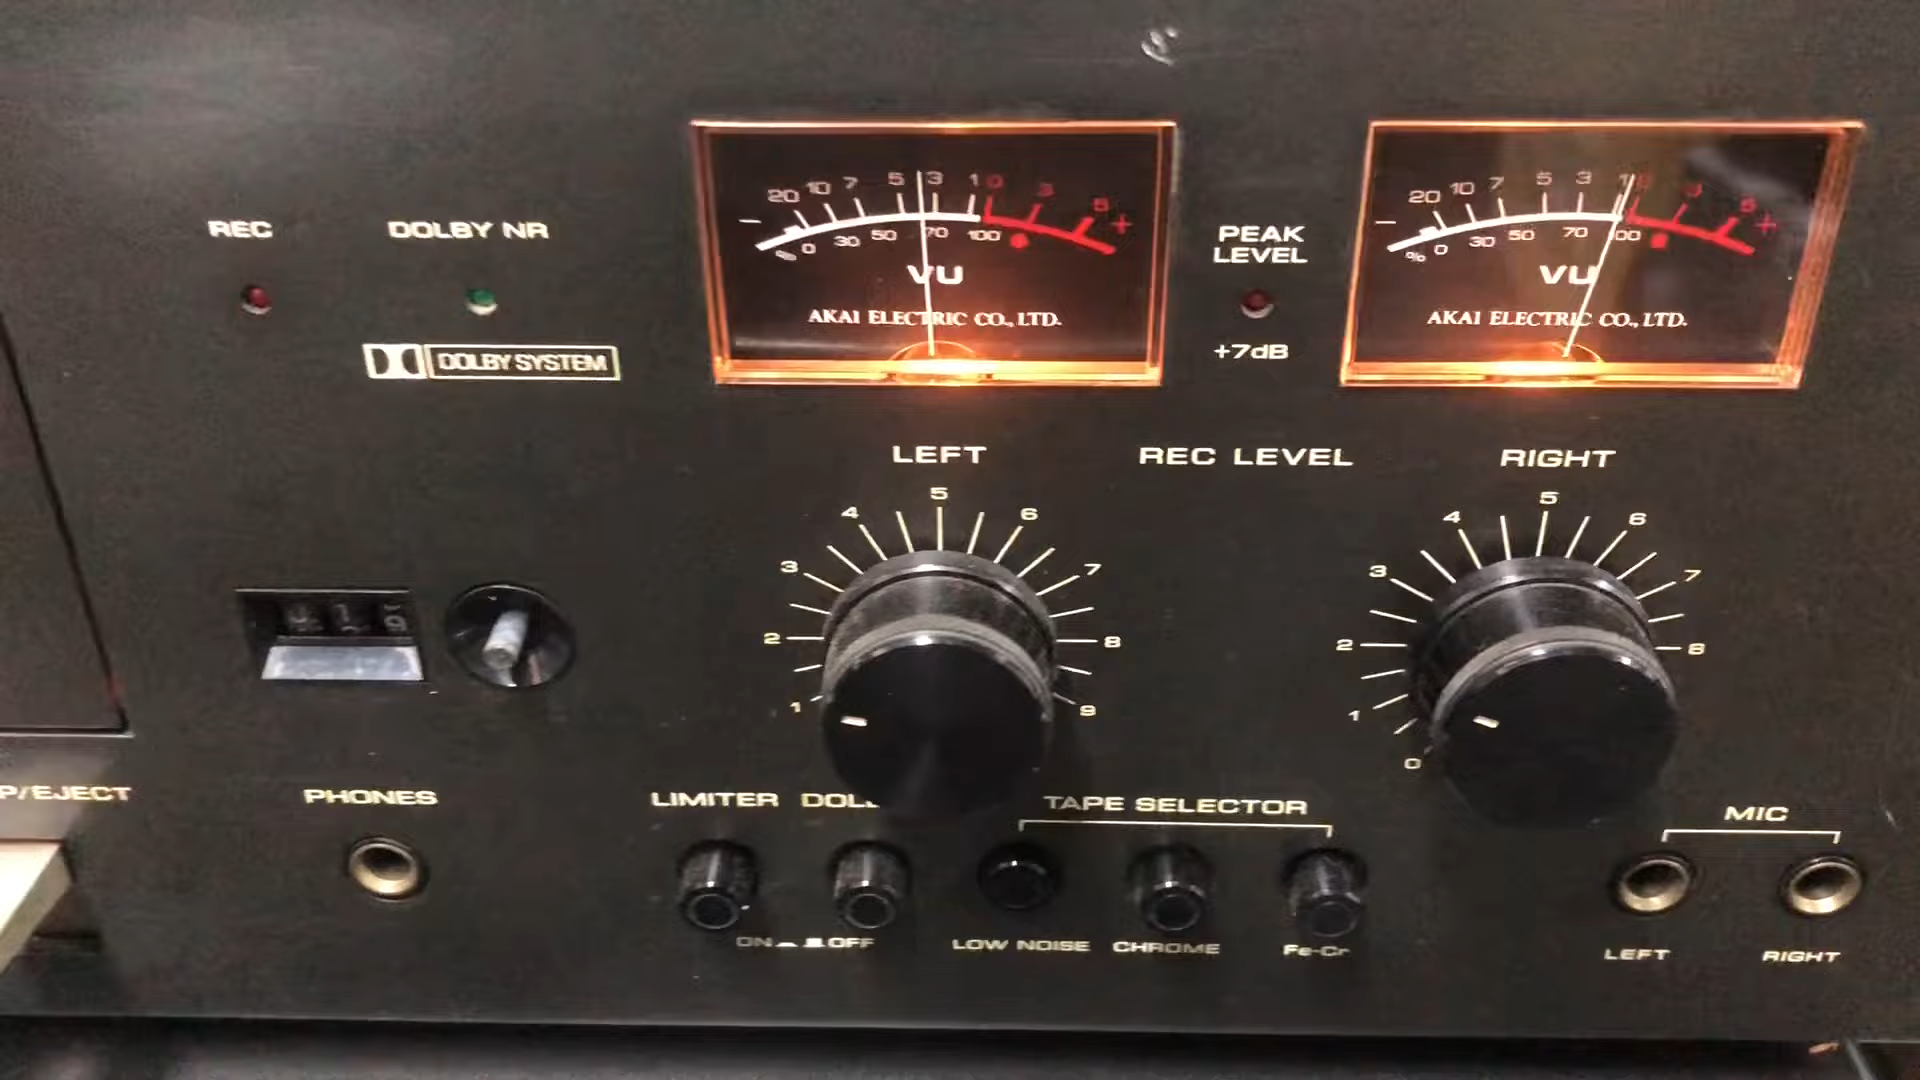 20 10 7 5 3 1 0 3 5 +
−
0 30 50 70 100
%
VU
AKAI ELECTRIC CO., LTD.
20 10 7 5 3 1 3 5 +
−
0 30 50 70 100
%
VU
AKAI ELECTRIC CO., LTD.
REC
DOLBY NR
DOLBY SYSTEM
PEAK
LEVEL
+7dB
LEFT
REC LEVEL
RIGHT
1 2 3 4 5 6 7 8 9
0 1 2 3 4 5 6 7 8
P/EJECT
PHONES
LIMITER
TAPE SELECTOR
MIC
ON OFF
LOW NOISE
CHROME
Fe-Cr
LEFT
RIGHT